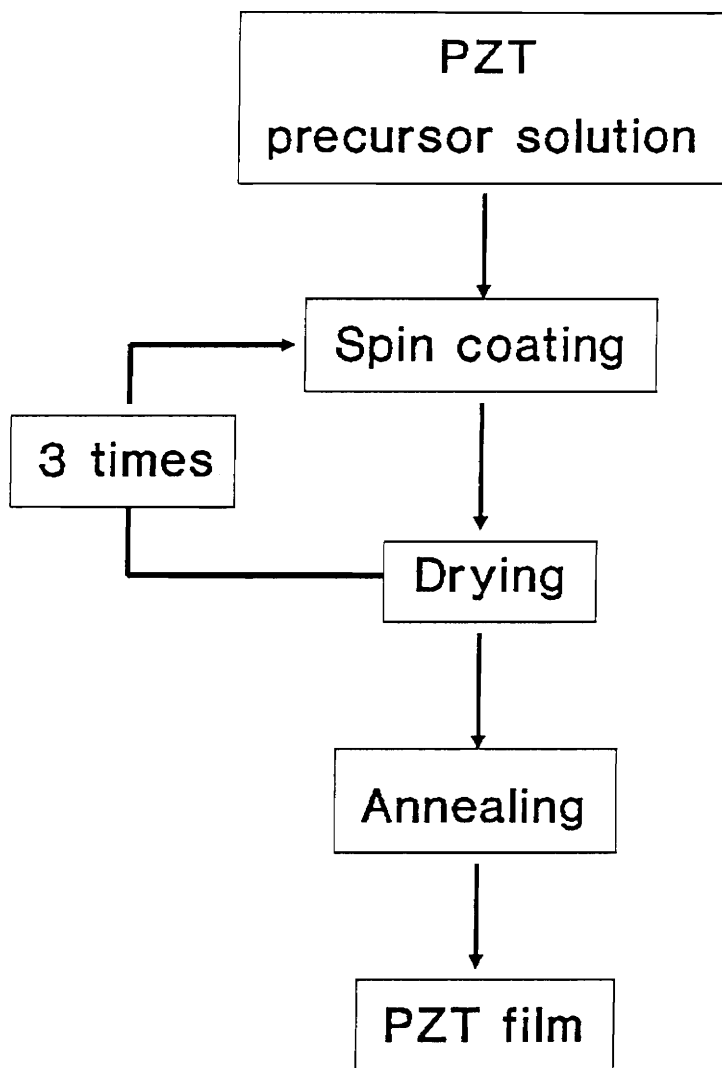 PZT
precursor solution
Spin coating
3 times
Drying
Annealing
PZT film